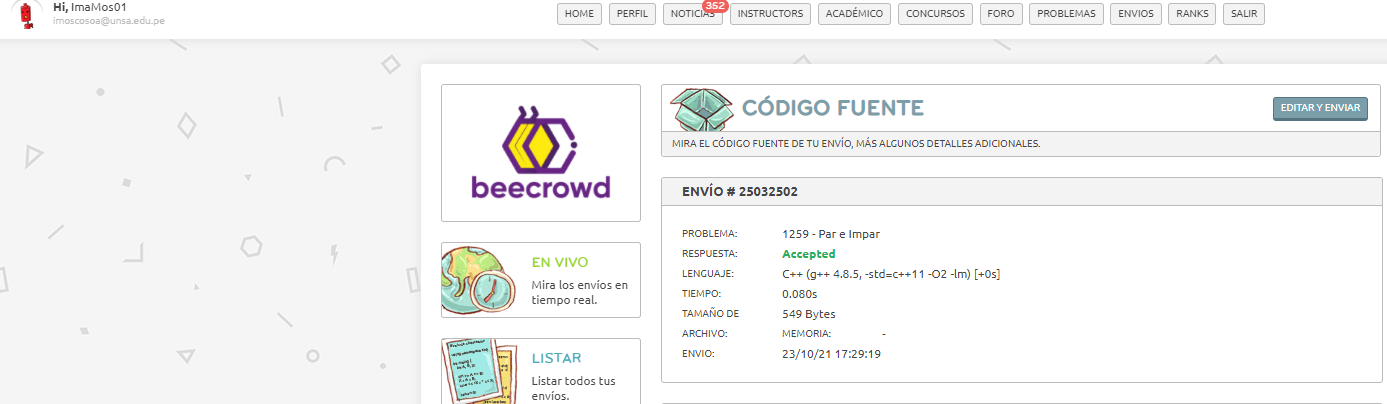 Hi, ImaMos01
imoscosoa@unsa.edu.pe
HOME PERFIL NOTICIAS 352 INSTRUCTORS ACADÉMICO CONCURSOS FORO PROBLEMAS ENVIOS RANKS SALIR
beecrowd
CÓDIGO FUENTE
EDITAR Y ENVIAR
MIRA EL CÓDIGO FUENTE DE TU ENVÍO, MÁS ALGUNOS DETALLES ADICIONALES.
ENVÍO # 25032502
PROBLEMA: 1259 - Par e Impar
RESPUESTA: Accepted
LENGUAJE: C++ (g++ 4.8.5, -std=c++11 -O2 -lm) [+0s]
TIEMPO: 0.080s
TAMAÑO DE 549 Bytes
ARCHIVO: MEMORIA: -
ENVIO: 23/10/21 17:29:19
EN VIVO
Mira los envíos en
tiempo real.
LISTAR
Listar todos tus
envíos.